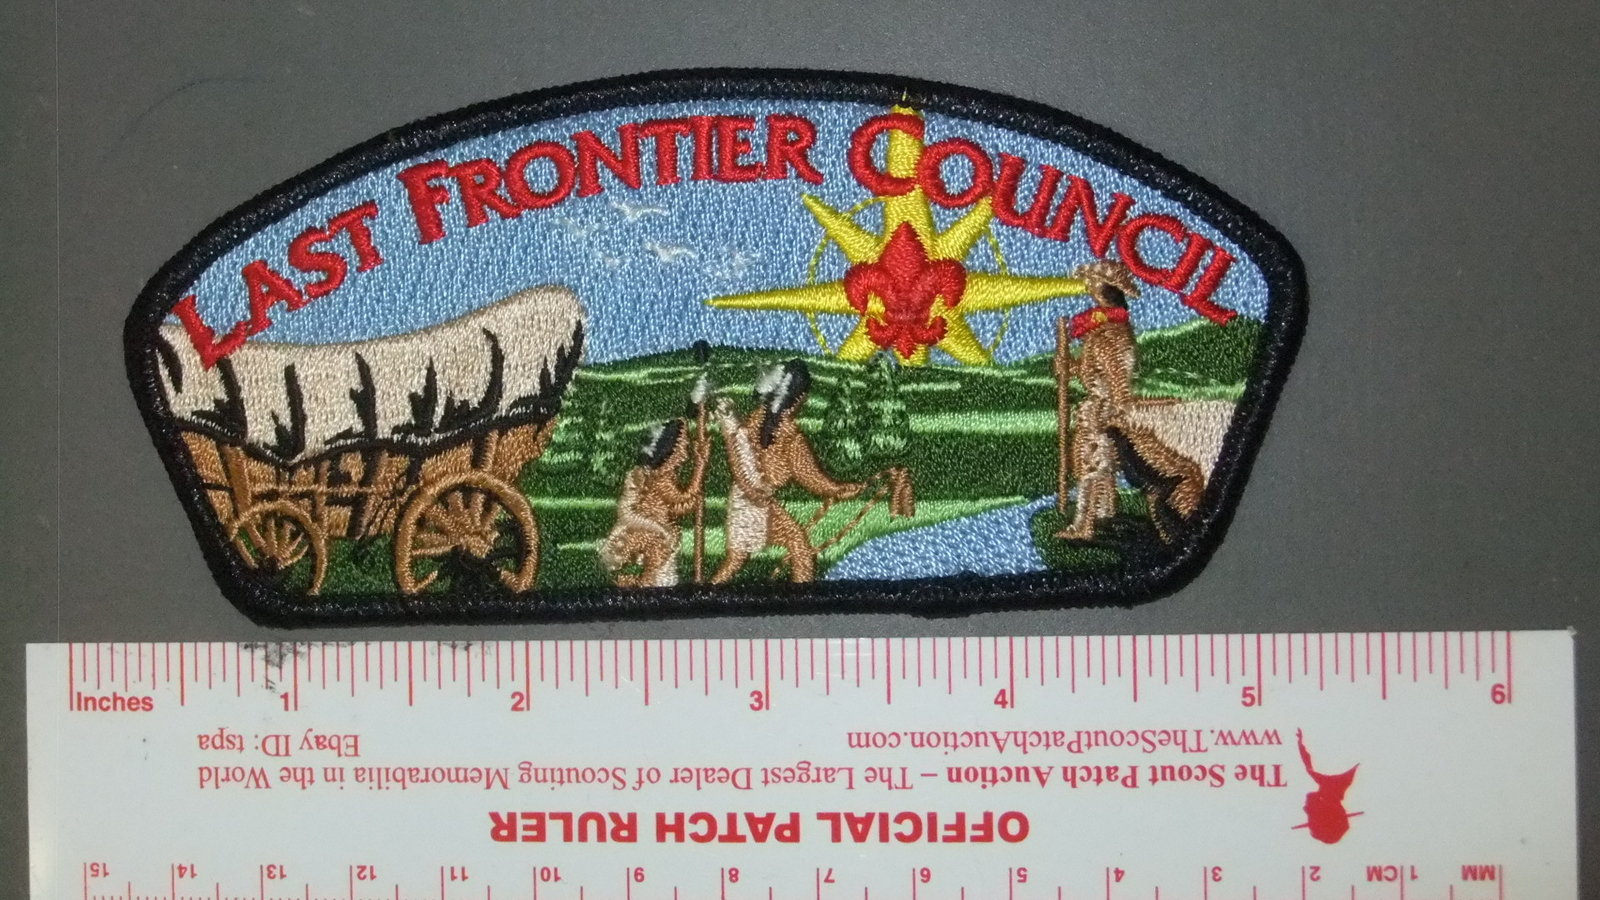 LAST FRONTIER COUNCIL
Inches 1 2 3 4 5 6
www.TheScoutPatchAuction.com Ebay ID: tspa
The Scout Patch Auction – The Largest Dealer of Scouting Memorabilia in the World
OFFICIAL PATCH RULER
MM 1 CM 2 3 4 5 6 7 8 9 10 11 12 13 14 15